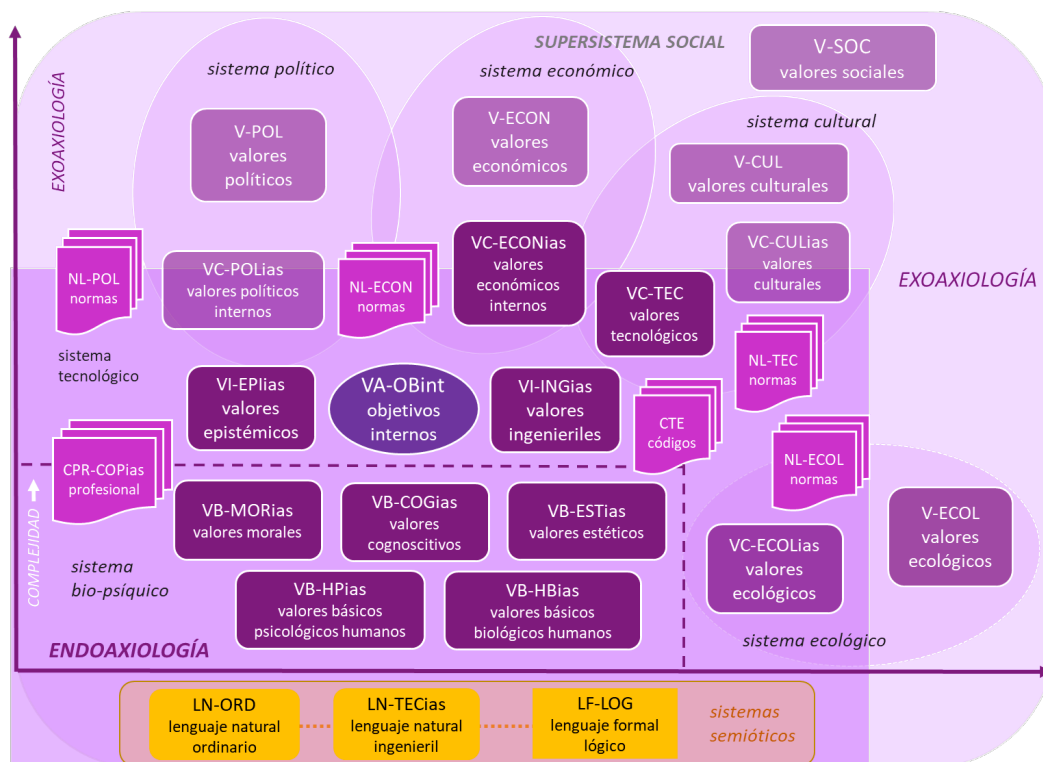 SUPERSISTEMA SOCIAL
V-SOC
valores sociales
EXOAXIOLOGÍA
sistema político
sistema económico
sistema cultural
V-POL
valores
políticos
V-ECON
valores
económicos
V-CUL
valores culturales
NL-POL
normas
VC-POLias
valores políticos
internos
NL-ECON
normas
VC-ECONias
valores
económicos
internos
VC-CULias
valores
culturales
EXOAXIOLOGÍA
VC-TEC
valores
tecnológicos
NL-TEC
normas
sistema
tecnológico
VI-EPIias
valores
epistémicos
VA-OBint
objetivos
internos
VI-INGias
valores
ingenieriles
CTE
códigos
NL-ECOL
normas
CPR-COPias
profesional
COMPLEJIDAD
VB-MORias
valores morales
VB-COGias
valores
cognoscitivos
VB-ESTias
valores estéticos
VC-ECOLias
valores
ecológicos
V-ECOL
valores
ecológicos
sistema
bio-psíquico
VB-HPias
valores básicos
psicológicos humanos
VB-HBias
valores básicos
biológicos humanos
sistema ecológico
ENDOAXIOLOGÍA
LN-ORD
lenguaje natural
ordinario
LN-TECias
lenguaje natural
ingenieril
LF-LOG
lenguaje formal
lógico
sistemas
semióticos